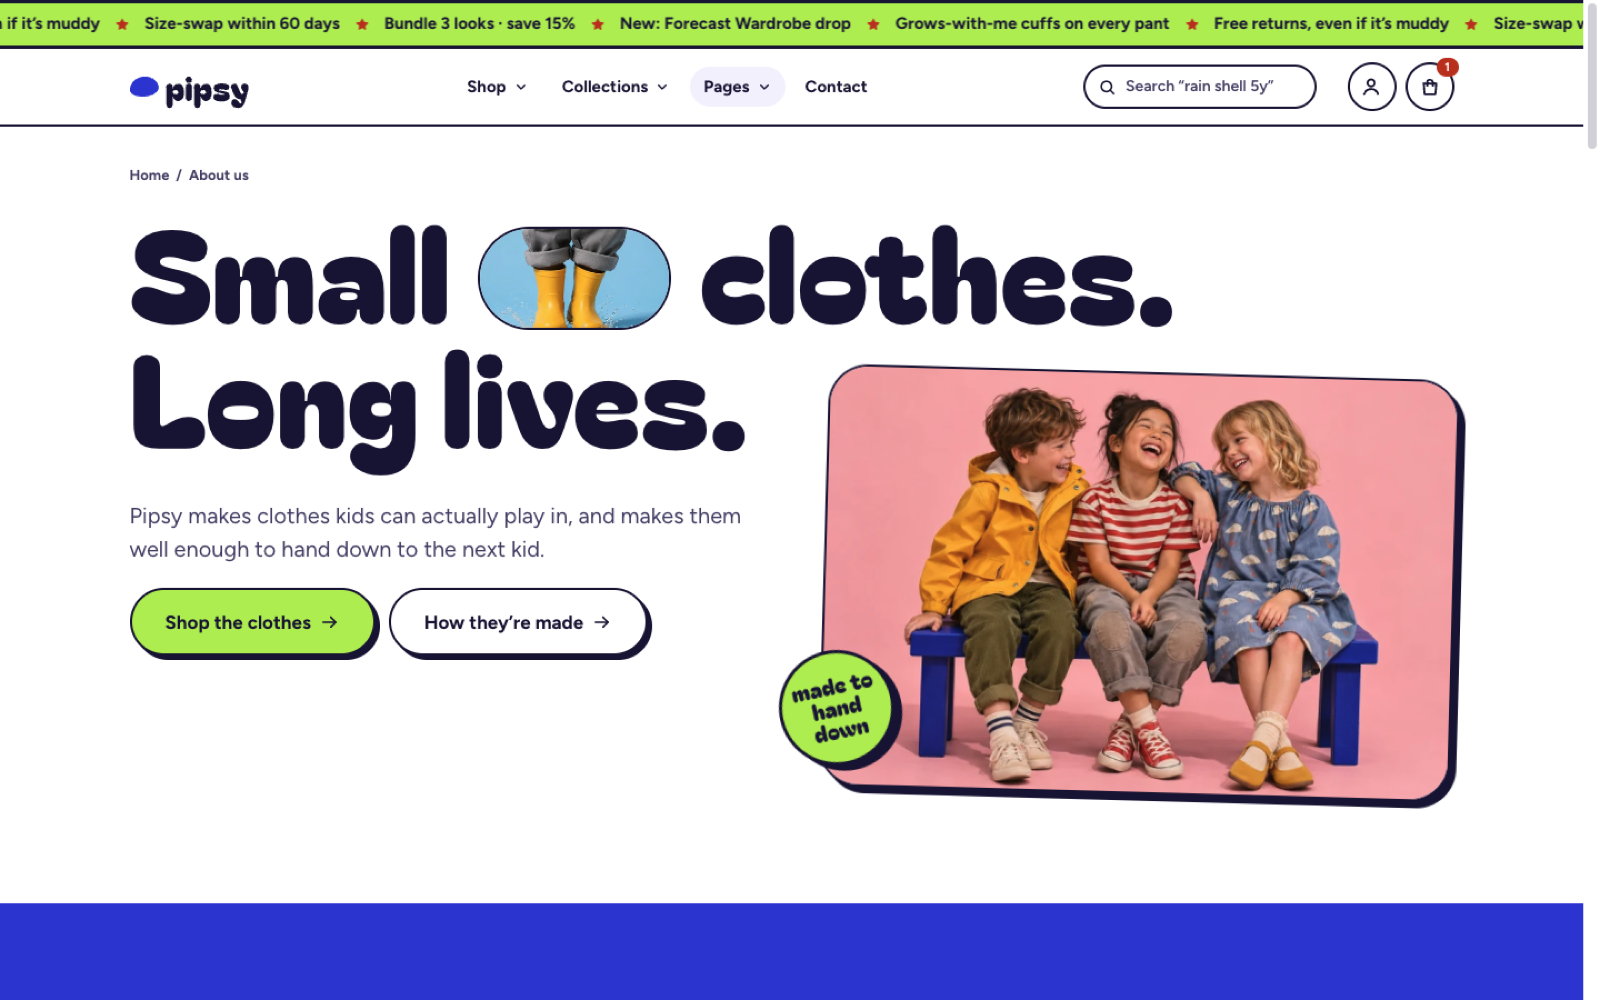 if it’s muddy ★ Size-swap within 60 days ★ Bundle 3 looks · save 15% ★ New: Forecast Wardrobe drop ★ Grows-with-me cuffs on every pant ★ Free returns, even if it’s muddy ★ Size-swap
pipsy
Shop
Collections
Pages
Contact
Search “rain shell 5y”
1
Home / About us
Small clothes.
Long lives.
Pipsy makes clothes kids can actually play in, and makes them
well enough to hand down to the next kid.
Shop the clothes →
How they’re made →
made to
hand
down